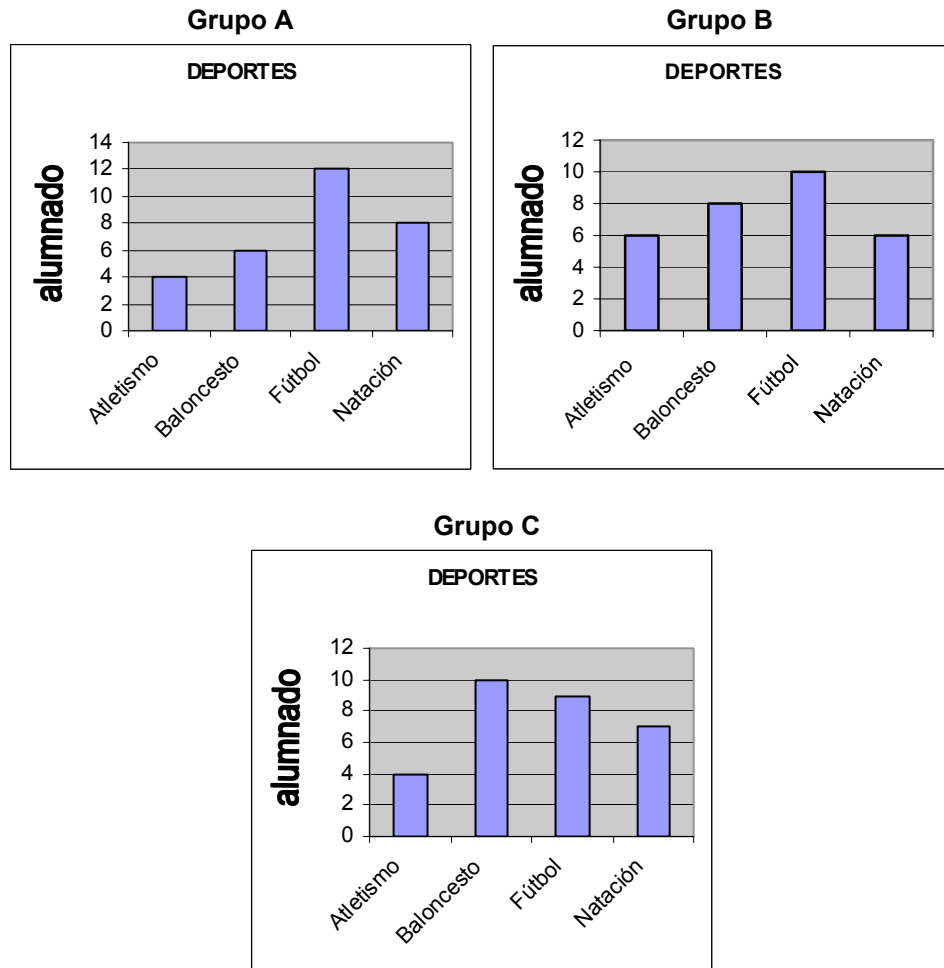 Grupo A
DEPORTES
alumnado
14
12
10
8
6
4
2
0
Atletismo
Baloncesto
Fútbol
Natación
Grupo B
DEPORTES
alumnado
12
10
8
6
4
2
0
Atletismo
Baloncesto
Fútbol
Natación
Grupo C
DEPORTES
alumnado
12
10
8
6
4
2
0
Atletismo
Baloncesto
Fútbol
Natación